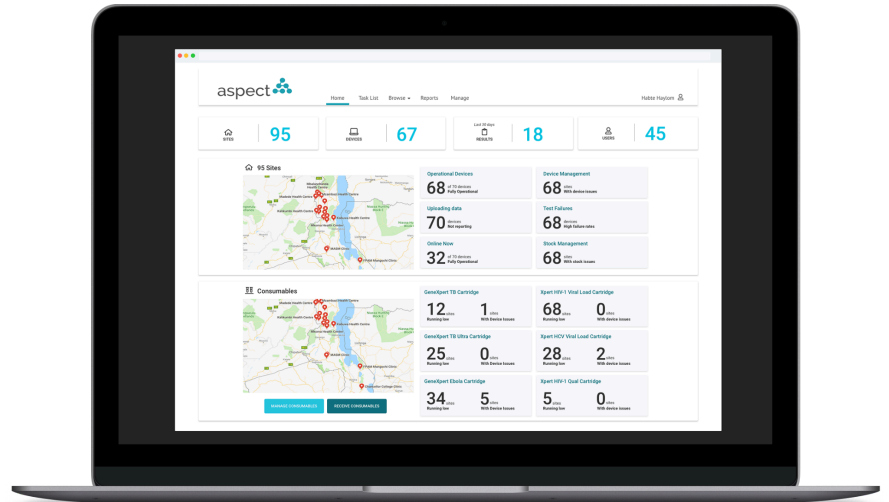 aspect
Home Task List Browse Reports Manage
Habte Haylom
SITES 95
DEVICES 67
Last 30 days
RESULTS 18
USERS 45
95 Sites
MASM Clinic
Operational Devices
68 of 70 devices
Fully Operational
Device Management
68 sites
With device issues
Uploading data
70 devices
Not reporting
Test Failures
68 devices
High failure rates
Online Now
32 of 70 devices
Fully Operational
Stock Management
68 sites
With stock issues
Consumables
MASM Clinic
MANAGE CONSUMABLES
RECEIVE CONSUMABLES
GeneXpert TB Cartridge
12 sites 1 sites
Running low With Device Issues
Xpert HIV-1 Viral Load Cartridge
68 sites 0 sites
Running low With device issues
GeneXpert TB Ultra Cartridge
25 sites 0 sites
Running low With Device Issues
Xpert HCV Viral Load Cartridge
28 sites 2 sites
Running low With device issues
GeneXpert Ebola Cartridge
34 sites 5 sites
Running low With Device Issues
Xpert HIV-1 Qual Cartridge
5 sites 0 sites
Running low With device issues